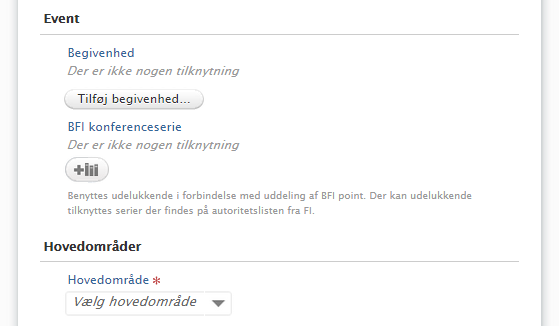 Event
Begivenhed
Der er ikke nogen tilknytning
Tilføj begivenhed...
BFI konferenceserie
Der er ikke nogen tilknytning
Benyttes udelukkende i forbindelse med uddeling af BFI point. Der kan udelukkende
tilknyttes serier der findes på autoritetslisten fra FI.
Hovedområder
Hovedområde *
Vælg hovedområde